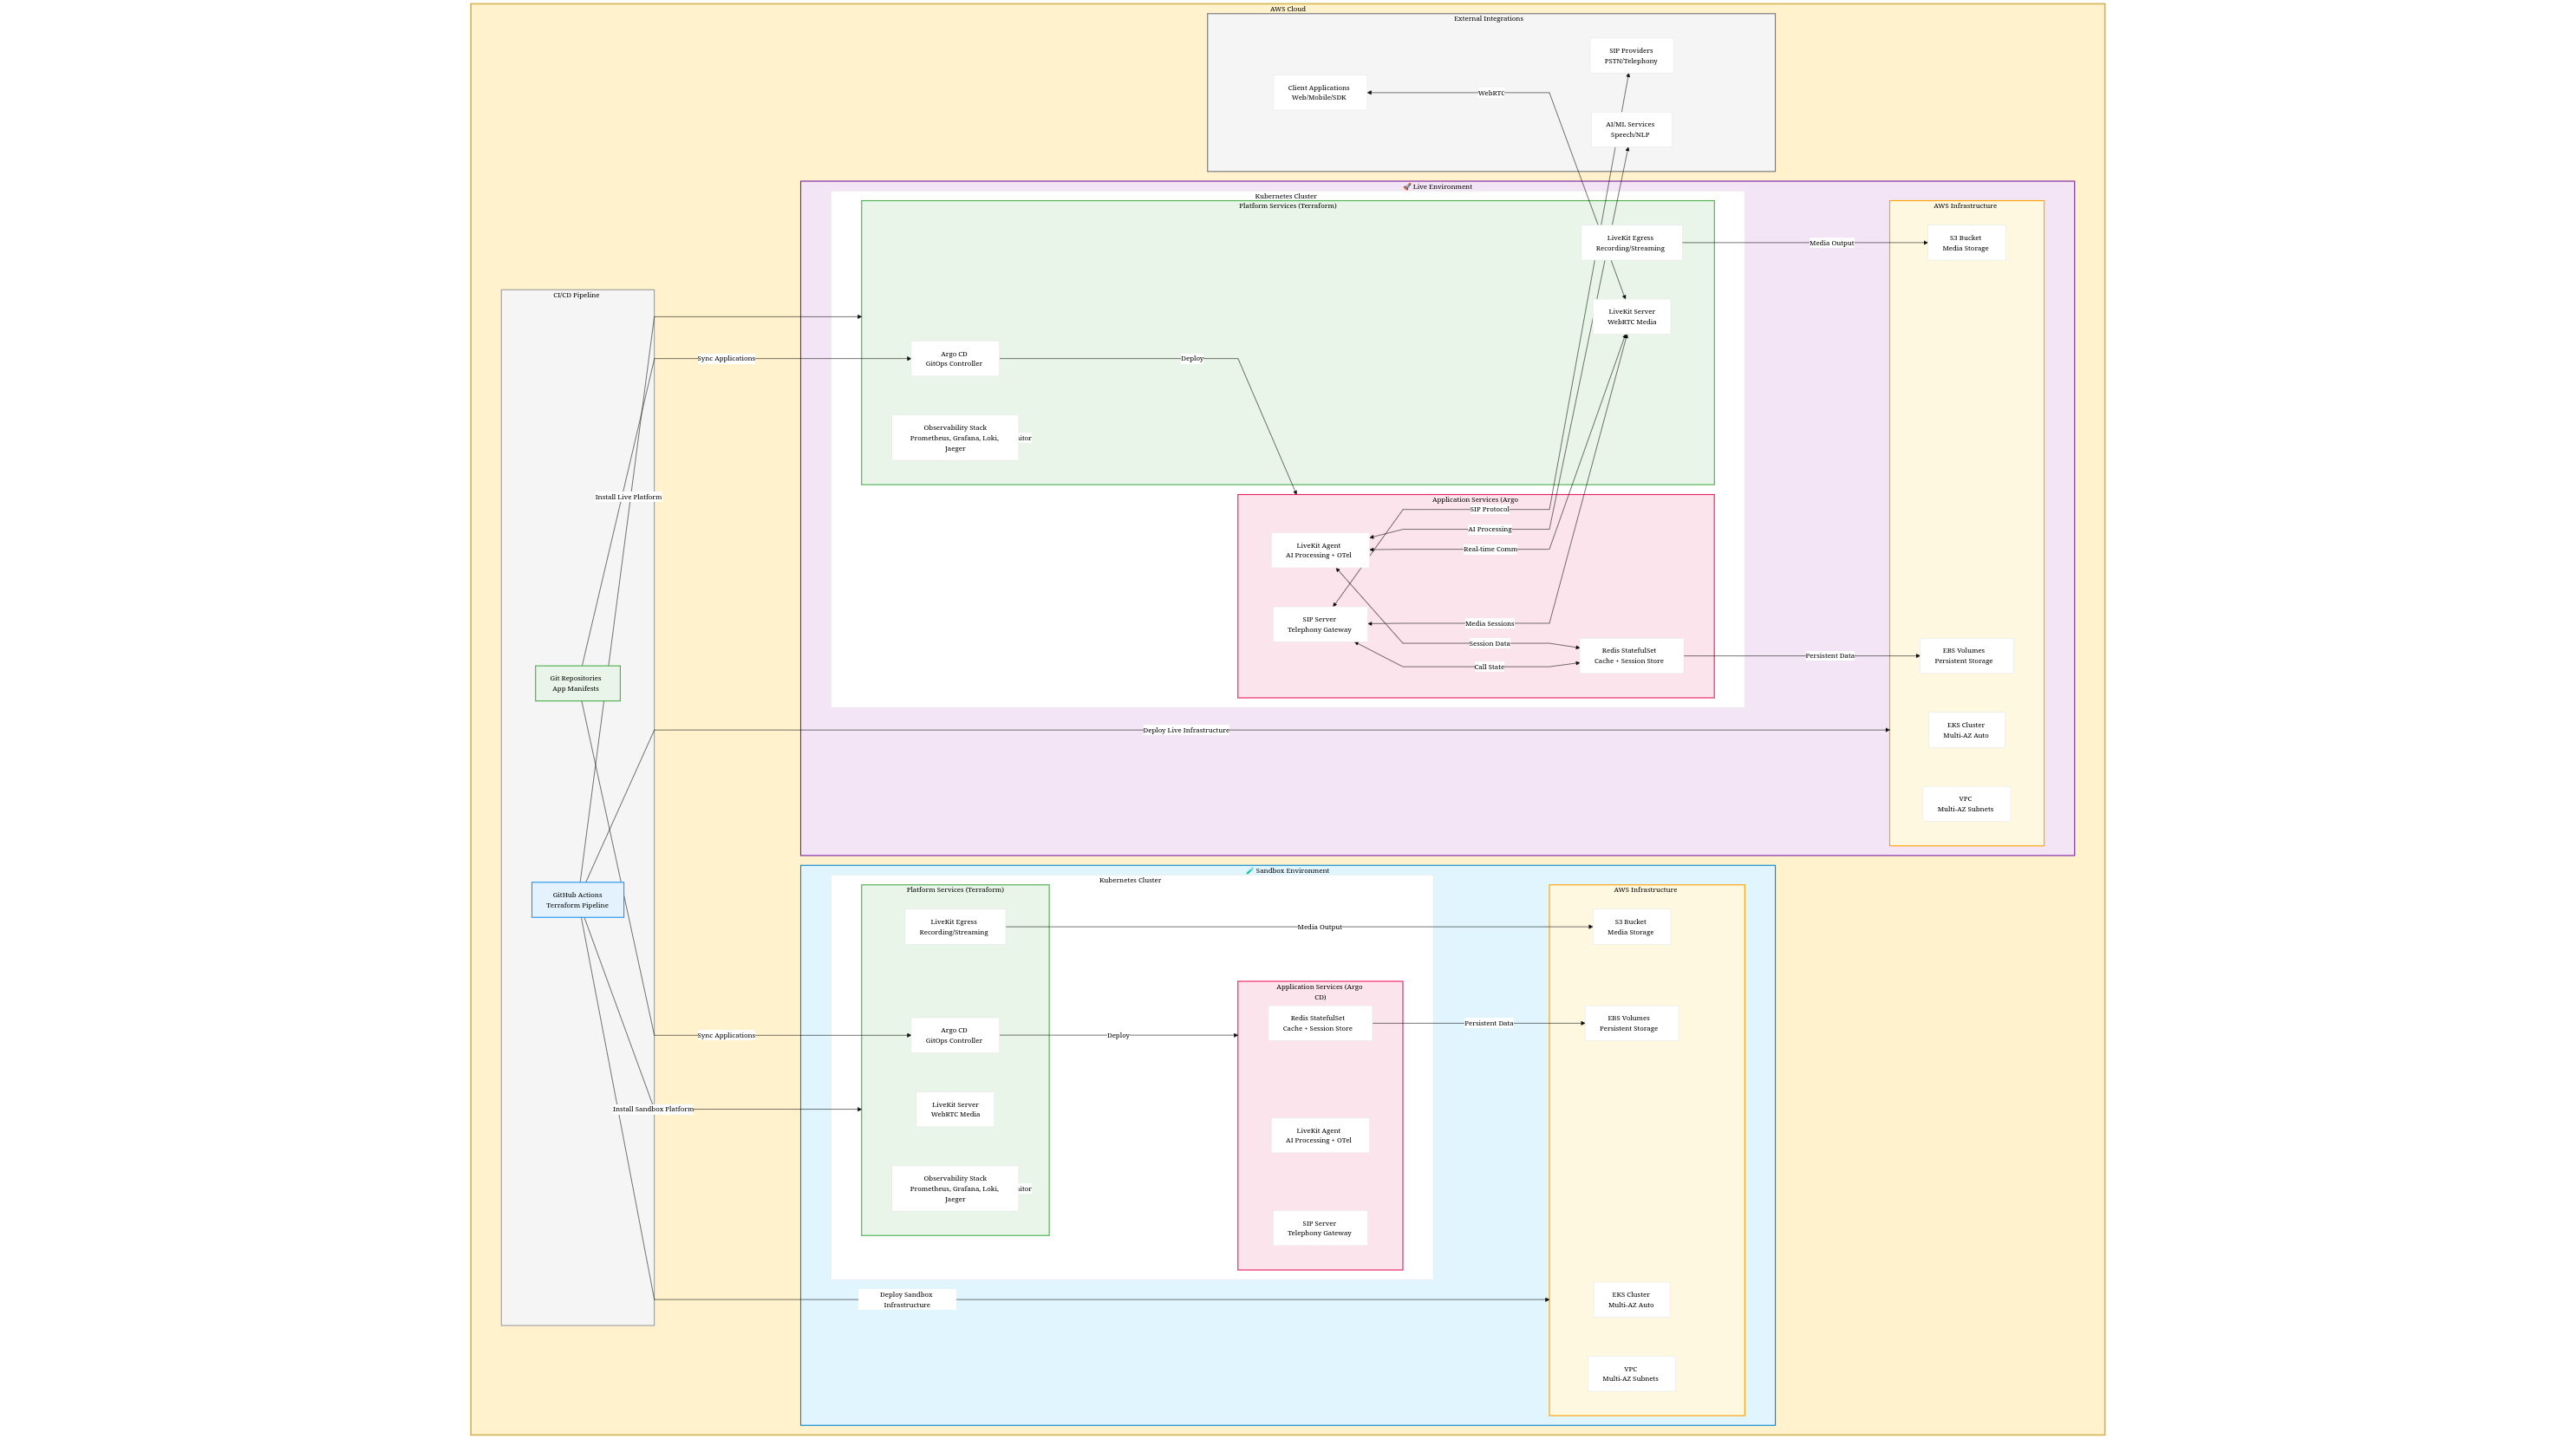 AWS Cloud
External Integrations
SIP Providers
PSTN/Telephony
Client Applications
Web/Mobile/SDK
WebRTC
AI/ML Services
Speech/NLP
🚀 Live Environment
Kubernetes Cluster
Platform Services (Terraform)
AWS Infrastructure
LiveKit Egress
Recording/Streaming
Media Output
S3 Bucket
Media Storage
CI/CD Pipeline
LiveKit Server
WebRTC Media
Sync Applications
Argo CD
GitOps Controller
Deploy
Observability Stack
Prometheus, Grafana, Loki,
Jaeger
itor
Install Live Platform
Application Services (Argo
SIP Protocol
AI Processing
LiveKit Agent
AI Processing + OTel
Real-time Comm
SIP Server
Telephony Gateway
Media Sessions
Session Data
Redis StatefulSet
Cache + Session Store
Call State
Persistent Data
EBS Volumes
Persistent Storage
Git Repositories
App Manifests
Deploy Live Infrastructure
EKS Cluster
Multi-AZ Auto
VPC
Multi-AZ Subnets
🧪 Sandbox Environment
Kubernetes Cluster
Platform Services (Terraform)
AWS Infrastructure
GitHub Actions
Terraform Pipeline
LiveKit Egress
Recording/Streaming
Media Output
S3 Bucket
Media Storage
Application Services (Argo
CD)
Redis StatefulSet
Cache + Session Store
Persistent Data
EBS Volumes
Persistent Storage
Sync Applications
Argo CD
GitOps Controller
Deploy
Install Sandbox Platform
LiveKit Server
WebRTC Media
LiveKit Agent
AI Processing + OTel
Observability Stack
Prometheus, Grafana, Loki,
Jaeger
itor
SIP Server
Telephony Gateway
Deploy Sandbox
Infrastructure
EKS Cluster
Multi-AZ Auto
VPC
Multi-AZ Subnets